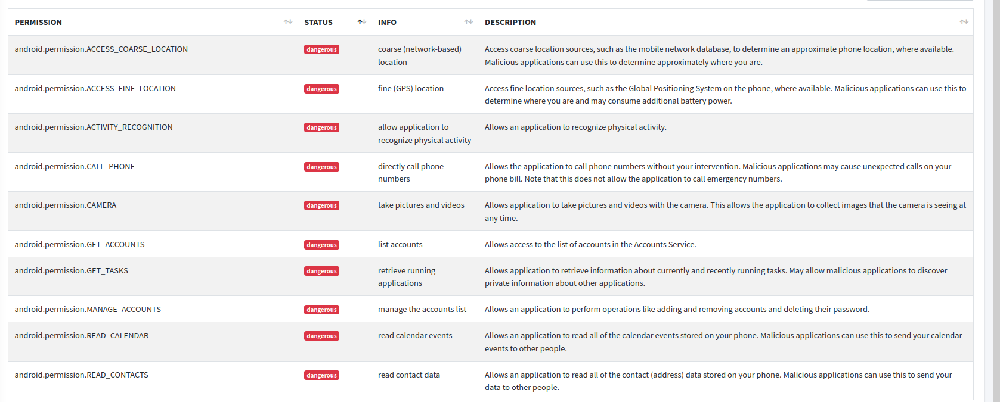 PERMISSION STATUS INFO DESCRIPTION
android.permission.ACCESS_COARSE_LOCATION dangerous coarse (network-based) Access coarse location sources, such as the mobile network database, to determine an approximate phone location, where available.
location Malicious applications can use this to determine approximately where you are.
android.permission.ACCESS_FINE_LOCATION dangerous fine (GPS) location Access fine location sources, such as the Global Positioning System on the phone, where available. Malicious applications can use this to
determine where you are and may consume additional battery power.
android.permission.ACTIVITY_RECOGNITION dangerous allow application to Allows an application to recognize physical activity.
recognize physical activity
android.permission.CALL_PHONE dangerous directly call phone Allows the application to call phone numbers without your intervention. Malicious applications may cause unexpected calls on your
numbers phone bill. Note that this does not allow the application to call emergency numbers.
android.permission.CAMERA dangerous take pictures and videos Allows application to take pictures and videos with the camera. This allows the application to collect images that the camera is seeing at
any time.
android.permission.GET_ACCOUNTS dangerous list accounts Allows access to the list of accounts in the Accounts Service.
android.permission.GET_TASKS dangerous retrieve running Allows application to retrieve information about currently and recently running tasks. May allow malicious applications to discover
applications private information about other applications.
android.permission.MANAGE_ACCOUNTS dangerous manage the accounts list Allows an application to perform operations like adding and removing accounts and deleting their password.
android.permission.READ_CALENDAR dangerous read calendar events Allows an application to read all of the calendar events stored on your phone. Malicious applications can use this to send your calendar
events to other people.
android.permission.READ_CONTACTS dangerous read contact data Allows an application to read all of the contact (address) data stored on your phone. Malicious applications can use this to send your
data to other people.